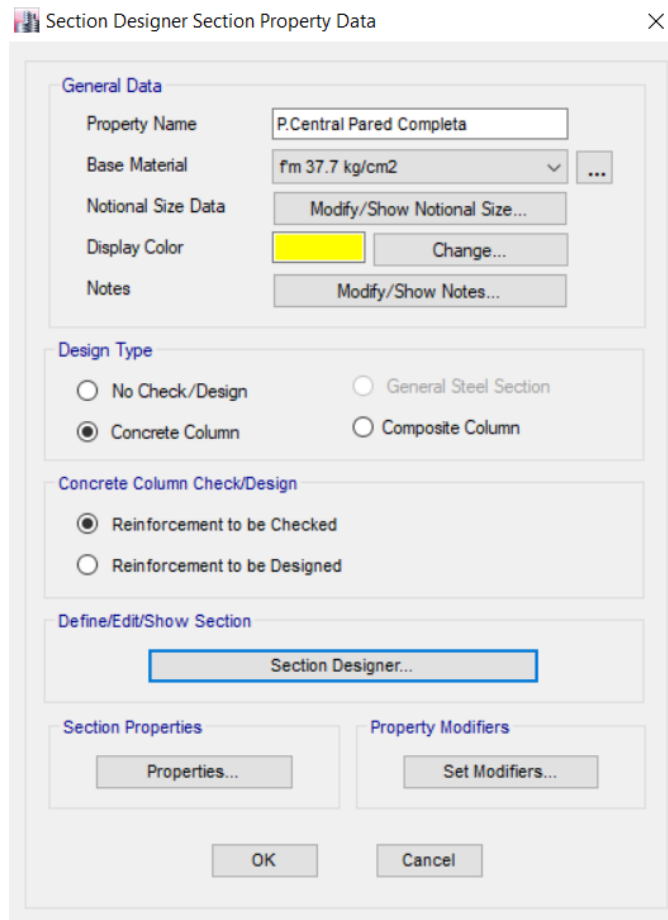 Section Designer Section Property Data
General Data
Property Name P.Central Pared Completa
Base Material f'm 37.7 kg/cm2 ...
Notional Size Data Modify/Show Notional Size...
Display Color Change...
Notes Modify/Show Notes...
Design Type
No Check/Design General Steel Section
Concrete Column Composite Column
Concrete Column Check/Design
Reinforcement to be Checked
Reinforcement to be Designed
Define/Edit/Show Section
Section Designer...
Section Properties Property Modifiers
Properties... Set Modifiers...
OK Cancel